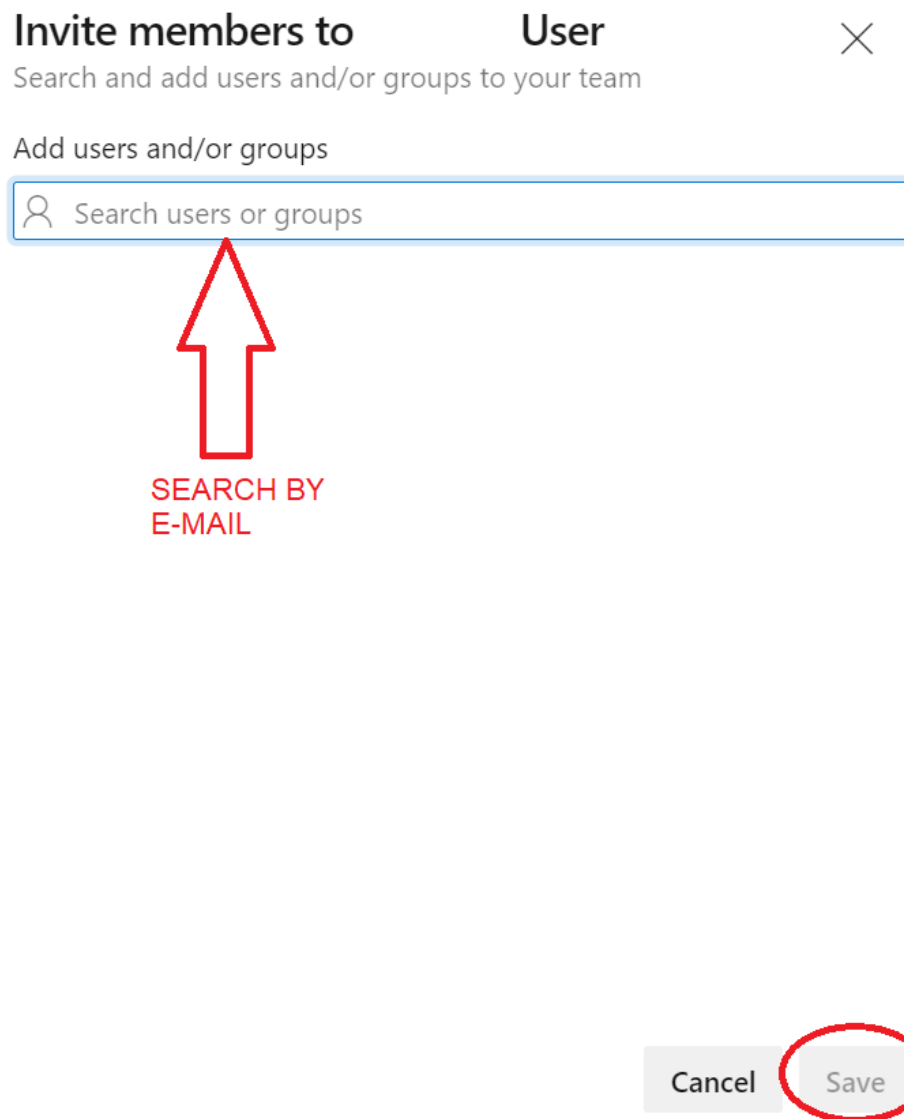 Invite members to User
Search and add users and/or groups to your team
Add users and/or groups
Search users or groups
SEARCH BY
E-MAIL
Cancel Save